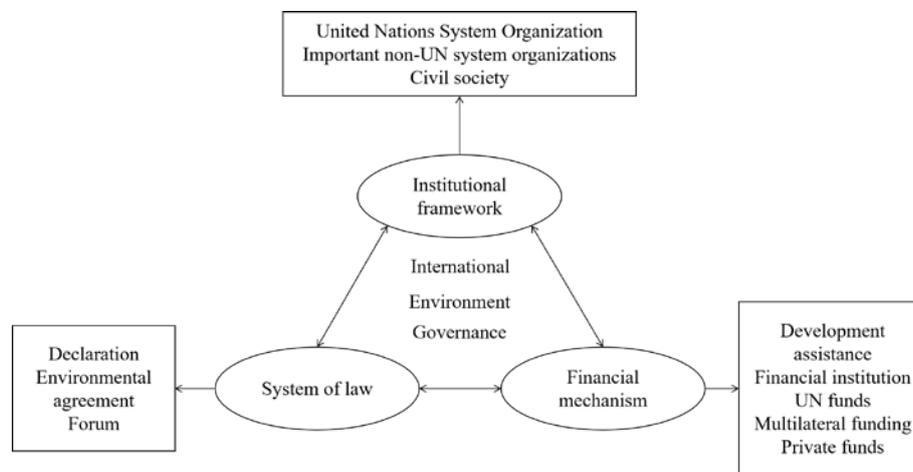 United Nations System Organization
Important non-UN system organizations
Civil society
Institutional
framework
International
Environment
Governance
Declaration
Environmental
agreement
Forum
System of law
Financial
mechanism
Development
assistance
Financial institution
UN funds
Multilateral funding
Private funds